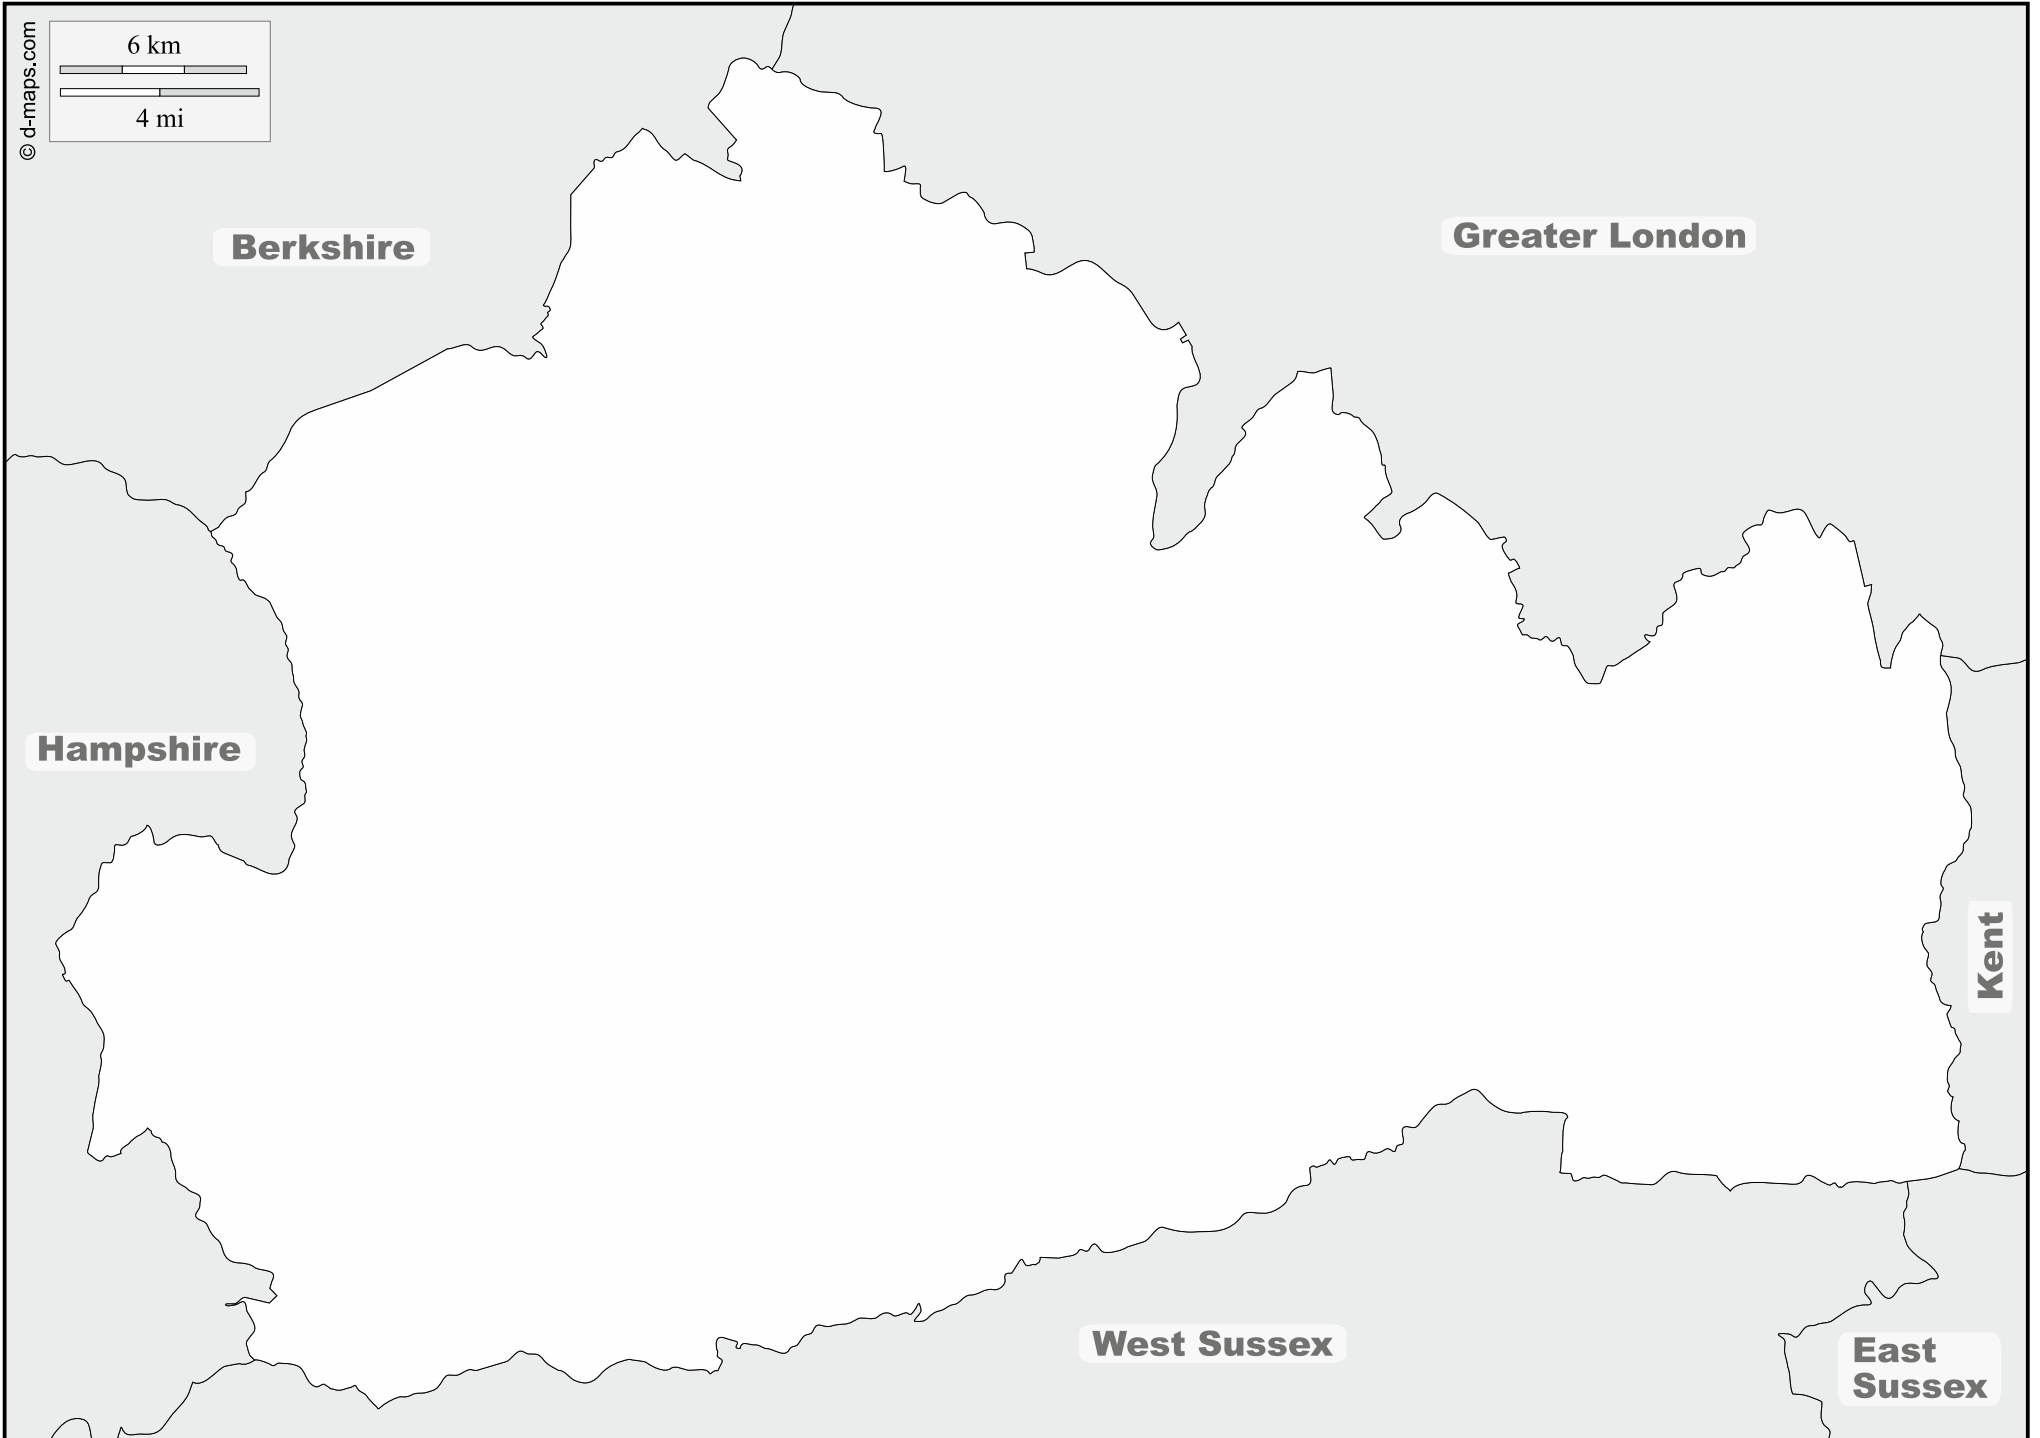 © d-maps.com
6 km
4 mi
Berkshire
Greater London
Hampshire
Kent
West Sussex
East
Sussex